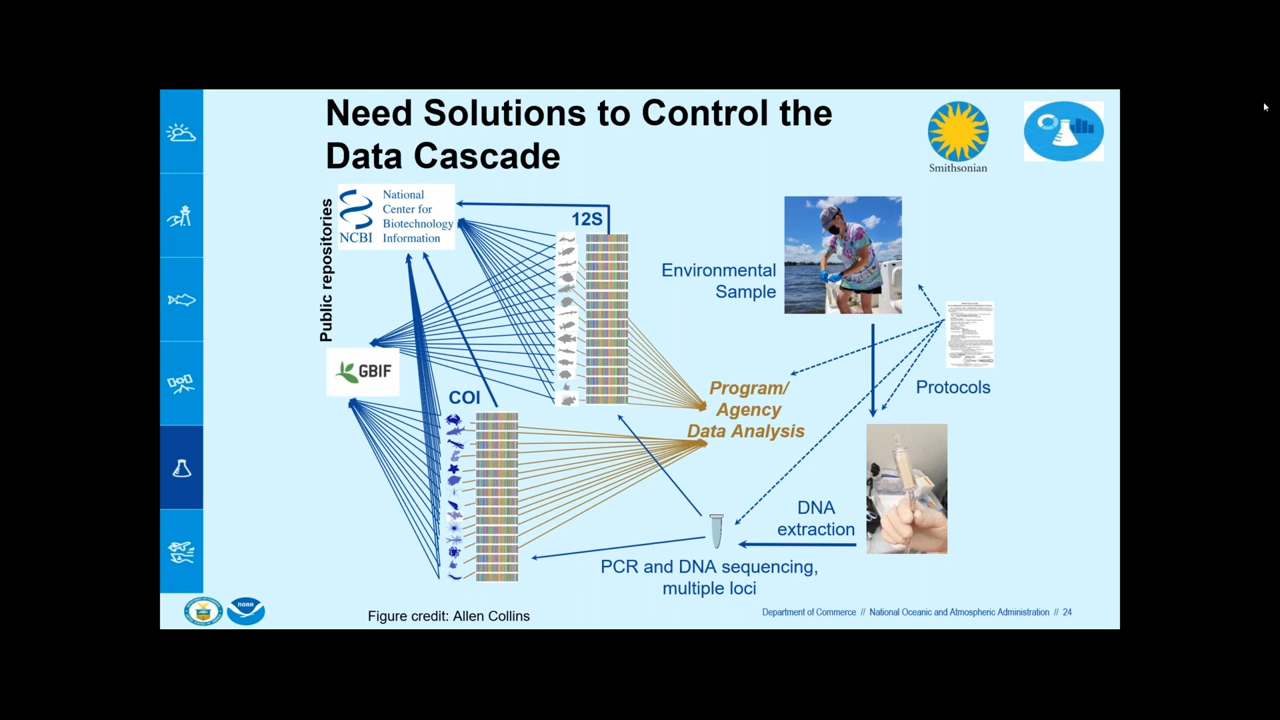 Need Solutions to Control the
Data Cascade
Smithsonian
Public repositories
NCBI
National
Center for
Biotechnology
Information
12S
Environmental
Sample
GBIF
COI
Program/
Agency
Data Analysis
Protocols
DNA
extraction
PCR and DNA sequencing,
multiple loci
NOAA
Figure credit: Allen Collins
Department of Commerce // National Oceanic and Atmospheric Administration // 24